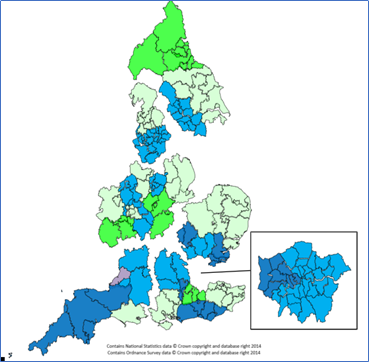 Contains National Statistics data © Crown copyright and database right 2014
Contains Ordnance Survey data © Crown copyright and database right 2014